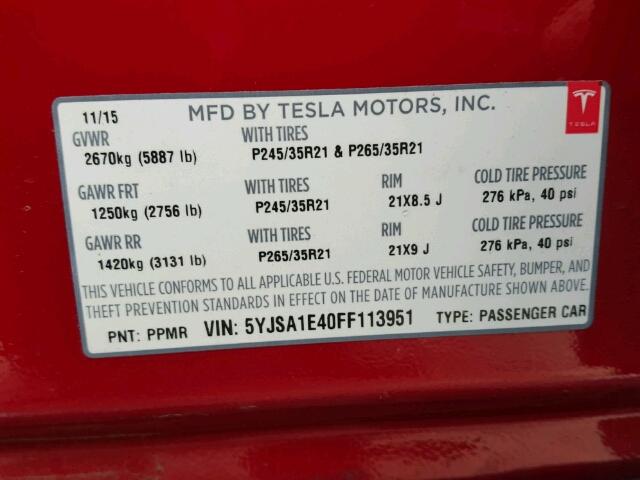 11/15 MFD BY TESLA MOTORS, INC.
TESLA
GVWR WITH TIRES
2670kg (5887 lb) P245/35R21 & P265/35R21
GAWR FRT WITH TIRES RIM COLD TIRE PRESSURE
1250kg (2756 lb) P245/35R21 21X8.5 J 276 kPa, 40 psi
GAWR RR WITH TIRES RIM COLD TIRE PRESSURE
1420kg (3131 lb) P265/35R21 21X9 J 276 kPa, 40 psi
THIS VEHICLE CONFORMS TO ALL APPLICABLE U.S. FEDERAL MOTOR VEHICLE SAFETY, BUMPER, AND
THEFT PREVENTION STANDARDS IN EFFECT ON THE DATE OF MANUFACTURE SHOWN ABOVE.
PNT: PPMR VIN: 5YJSA1E40FF113951 TYPE: PASSENGER CAR